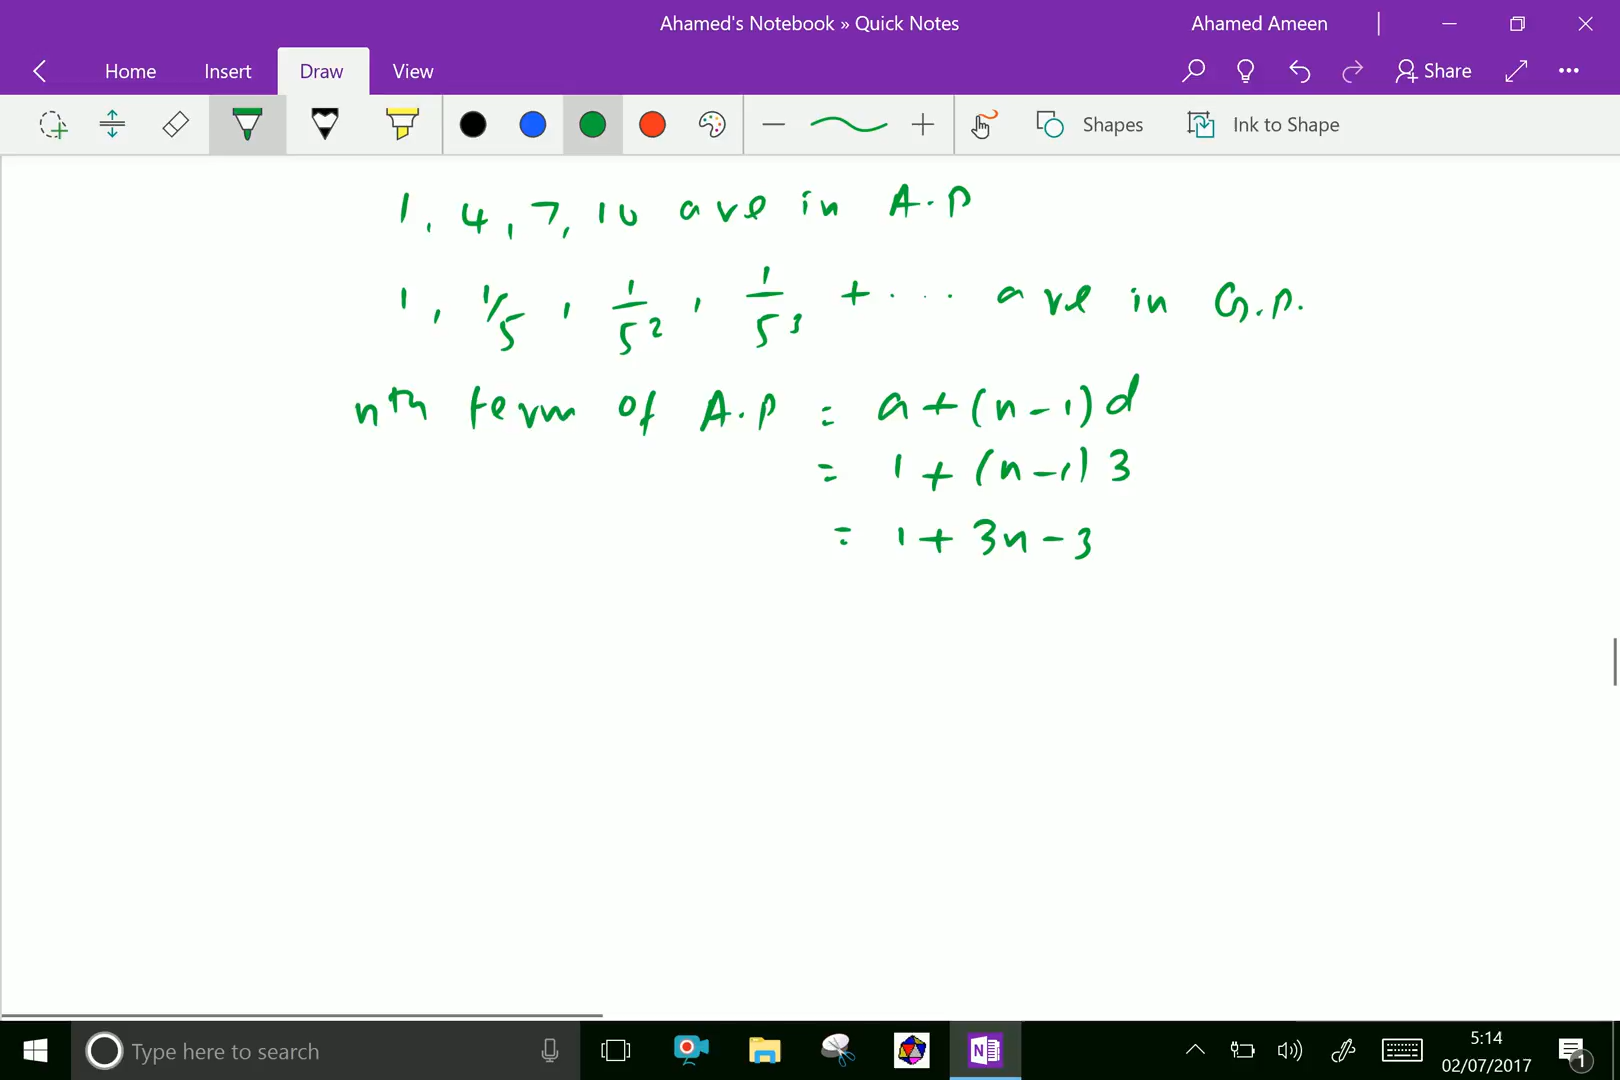 Ahamed's Notebook » Quick Notes
Ahamed Ameen
Home Insert Draw View
Share
Shapes Ink to Shape
1, 4, 7, 10 are in A.P
1, 1/5, 1/5², 1/5³ + ... are in G.P.
nth term of A.P = a + (n - 1) d
= 1 + (n - 1) 3
= 1 + 3n - 3
Type here to search
5:14
02/07/2017
1